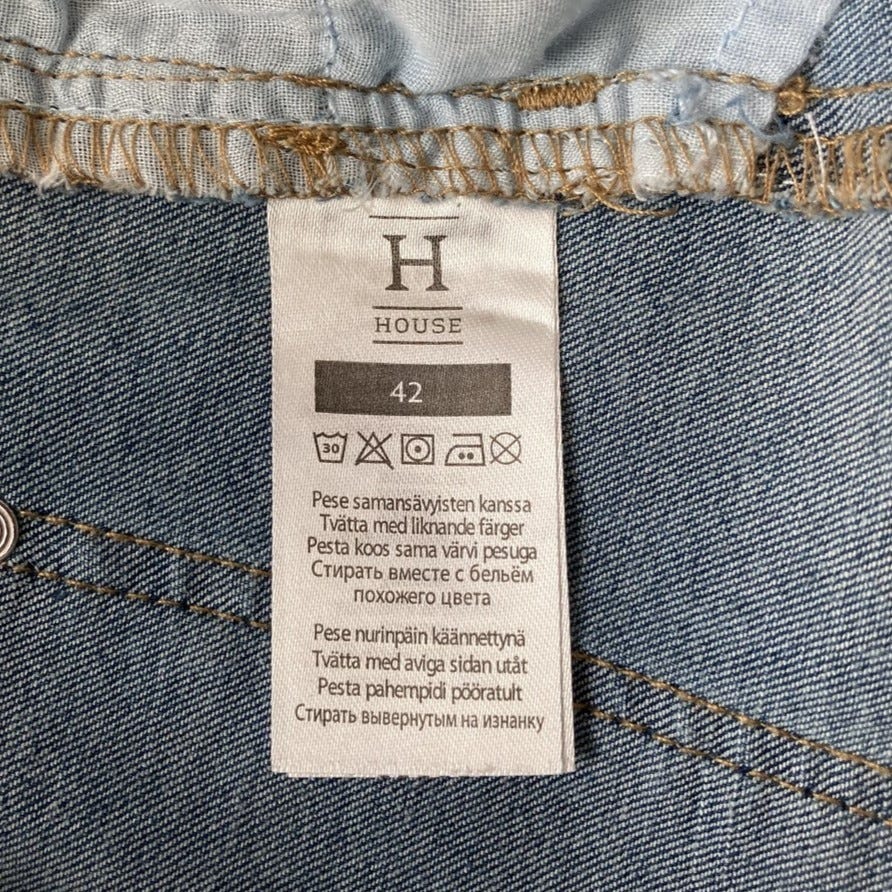 H
HOUSE
42
30
Pese samansävyisten kanssa
Tvätta med liknande färger
Pesta koos sama värvi pesuga
Стирать вместе с бельём
похожего цвета
Pese nurinpäin käännettynä
Tvätta med aviga sidan utåt
Pesta pahempidi pööratult
Стирать вывернутым на изнанку